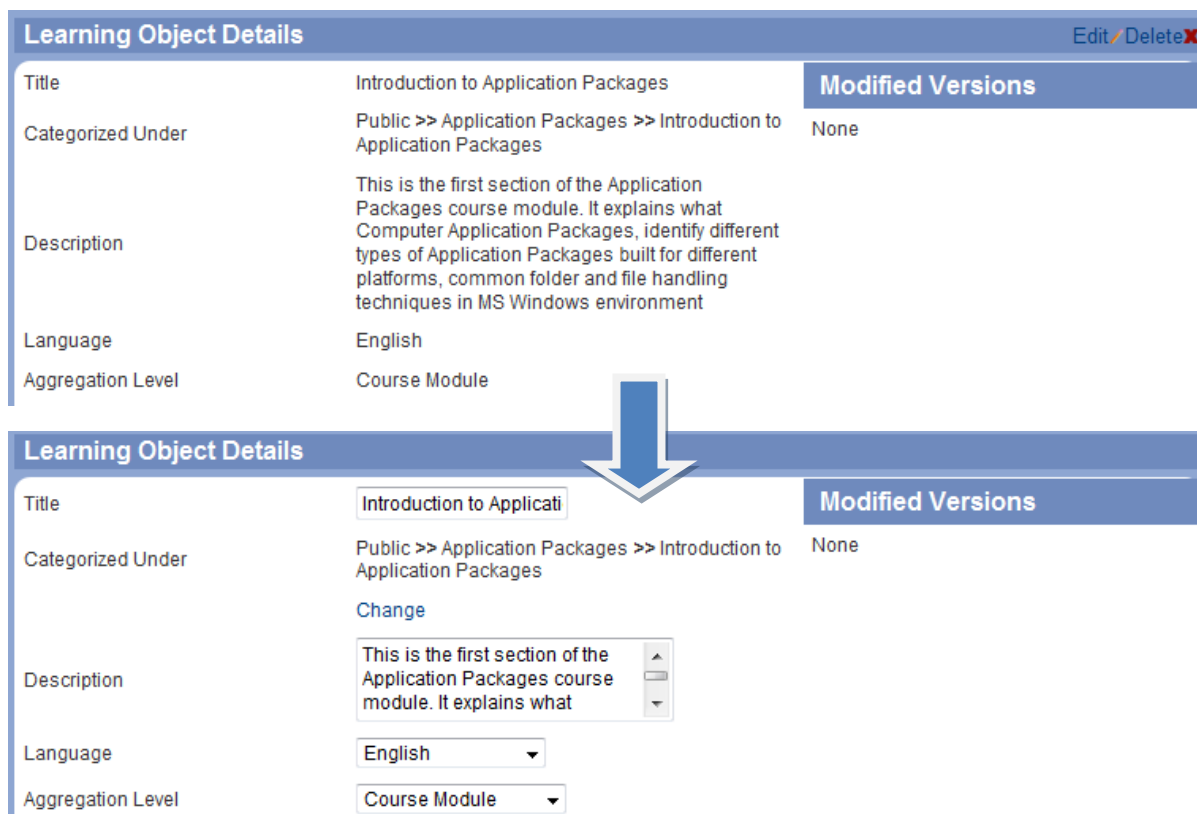 Learning Object Details
Edit Delete
Title
Introduction to Application Packages
Modified Versions
Categorized Under
Public >> Application Packages >> Introduction to
Application Packages
None
Description
This is the first section of the Application
Packages course module. It explains what
Computer Application Packages, identify different
types of Application Packages built for different
platforms, common folder and file handling
techniques in MS Windows environment
Language
English
Aggregation Level
Course Module
Learning Object Details
Title
Introduction to Applicati
Modified Versions
Categorized Under
Public >> Application Packages >> Introduction to
Application Packages
None
Change
Description
This is the first section of the
Application Packages course
module. It explains what
Language
English
Aggregation Level
Course Module